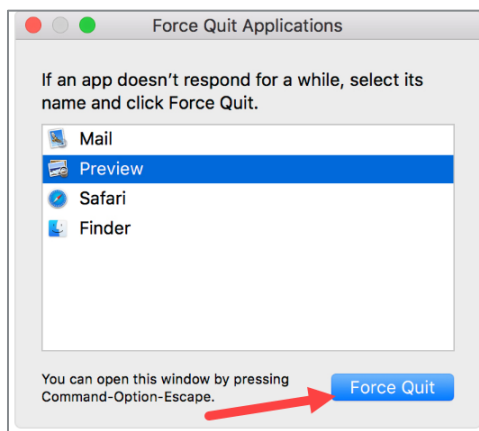 Force Quit Applications
If an app doesn’t respond for a while, select its
name and click Force Quit.
Mail
Preview
Safari
Finder
You can open this window by pressing
Command-Option-Escape.
Force Quit